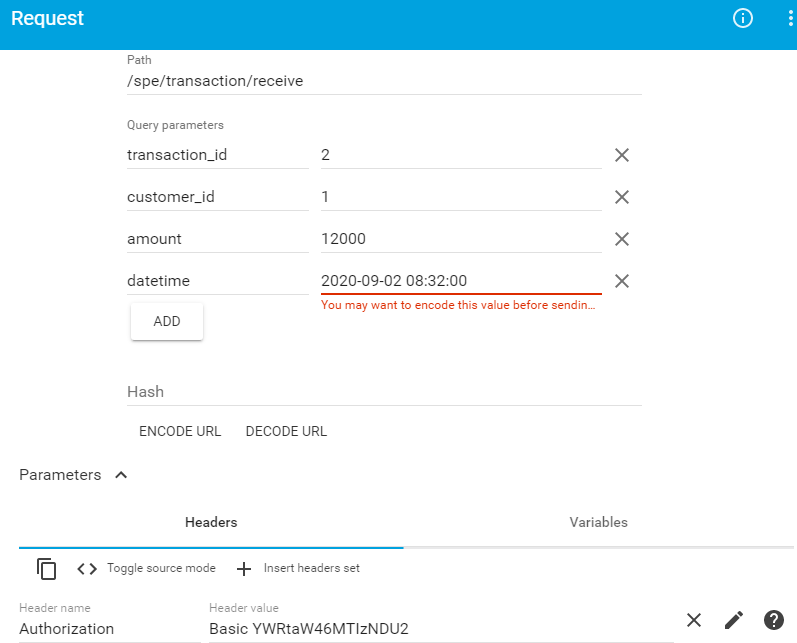 Request
Path
/spe/transaction/receive
Query parameters
transaction_id 2
customer_id 1
amount 12000
datetime 2020-09-02 08:32:00
You may want to encode this value before sendin...
ADD
Hash
ENCODE URL DECODE URL
Parameters
Headers Variables
Toggle source mode Insert headers set
Header name Header value
Authorization Basic YWRtaW46MTIzNDU2